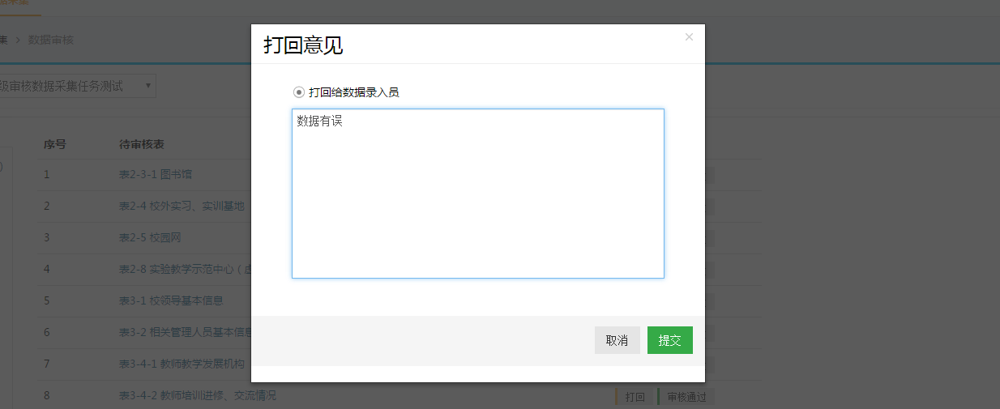 打回意见
×
集 > 数据审核
打回给数据录入员
级审核数据采集任务测试
数据有误
序号 待审核表
1 表2-3-1 图书馆
2 表2-4 校外实习、实训基地
3 表2-5 校园网
4 表2-8 实验教学示范中心（虚
5 表3-1 校领导基本信息
6 表3-2 相关管理人员基本信息
取消 提交
7 表3-4-1 教师教学发展机构
8 表3-4-2 教师培训进修、交流情况 打回 审核通过